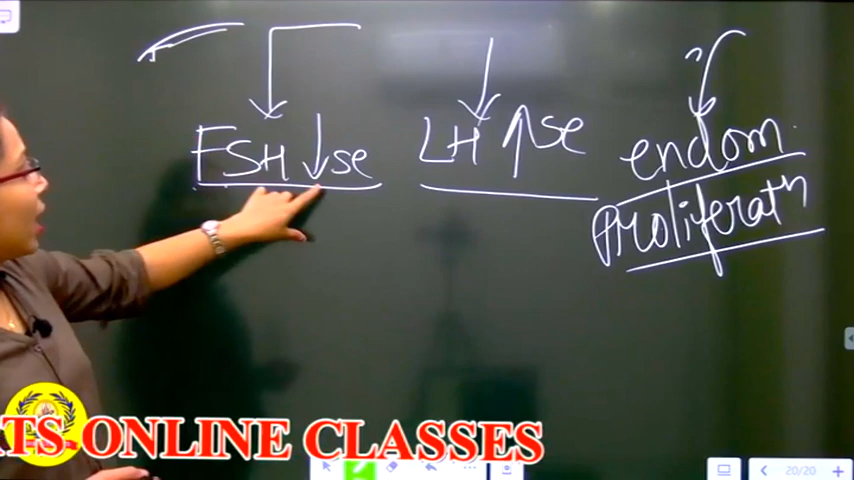 FSH ↓se LH ↑se endom
Proliferatn
TS ONLINE CLASSES
20/20